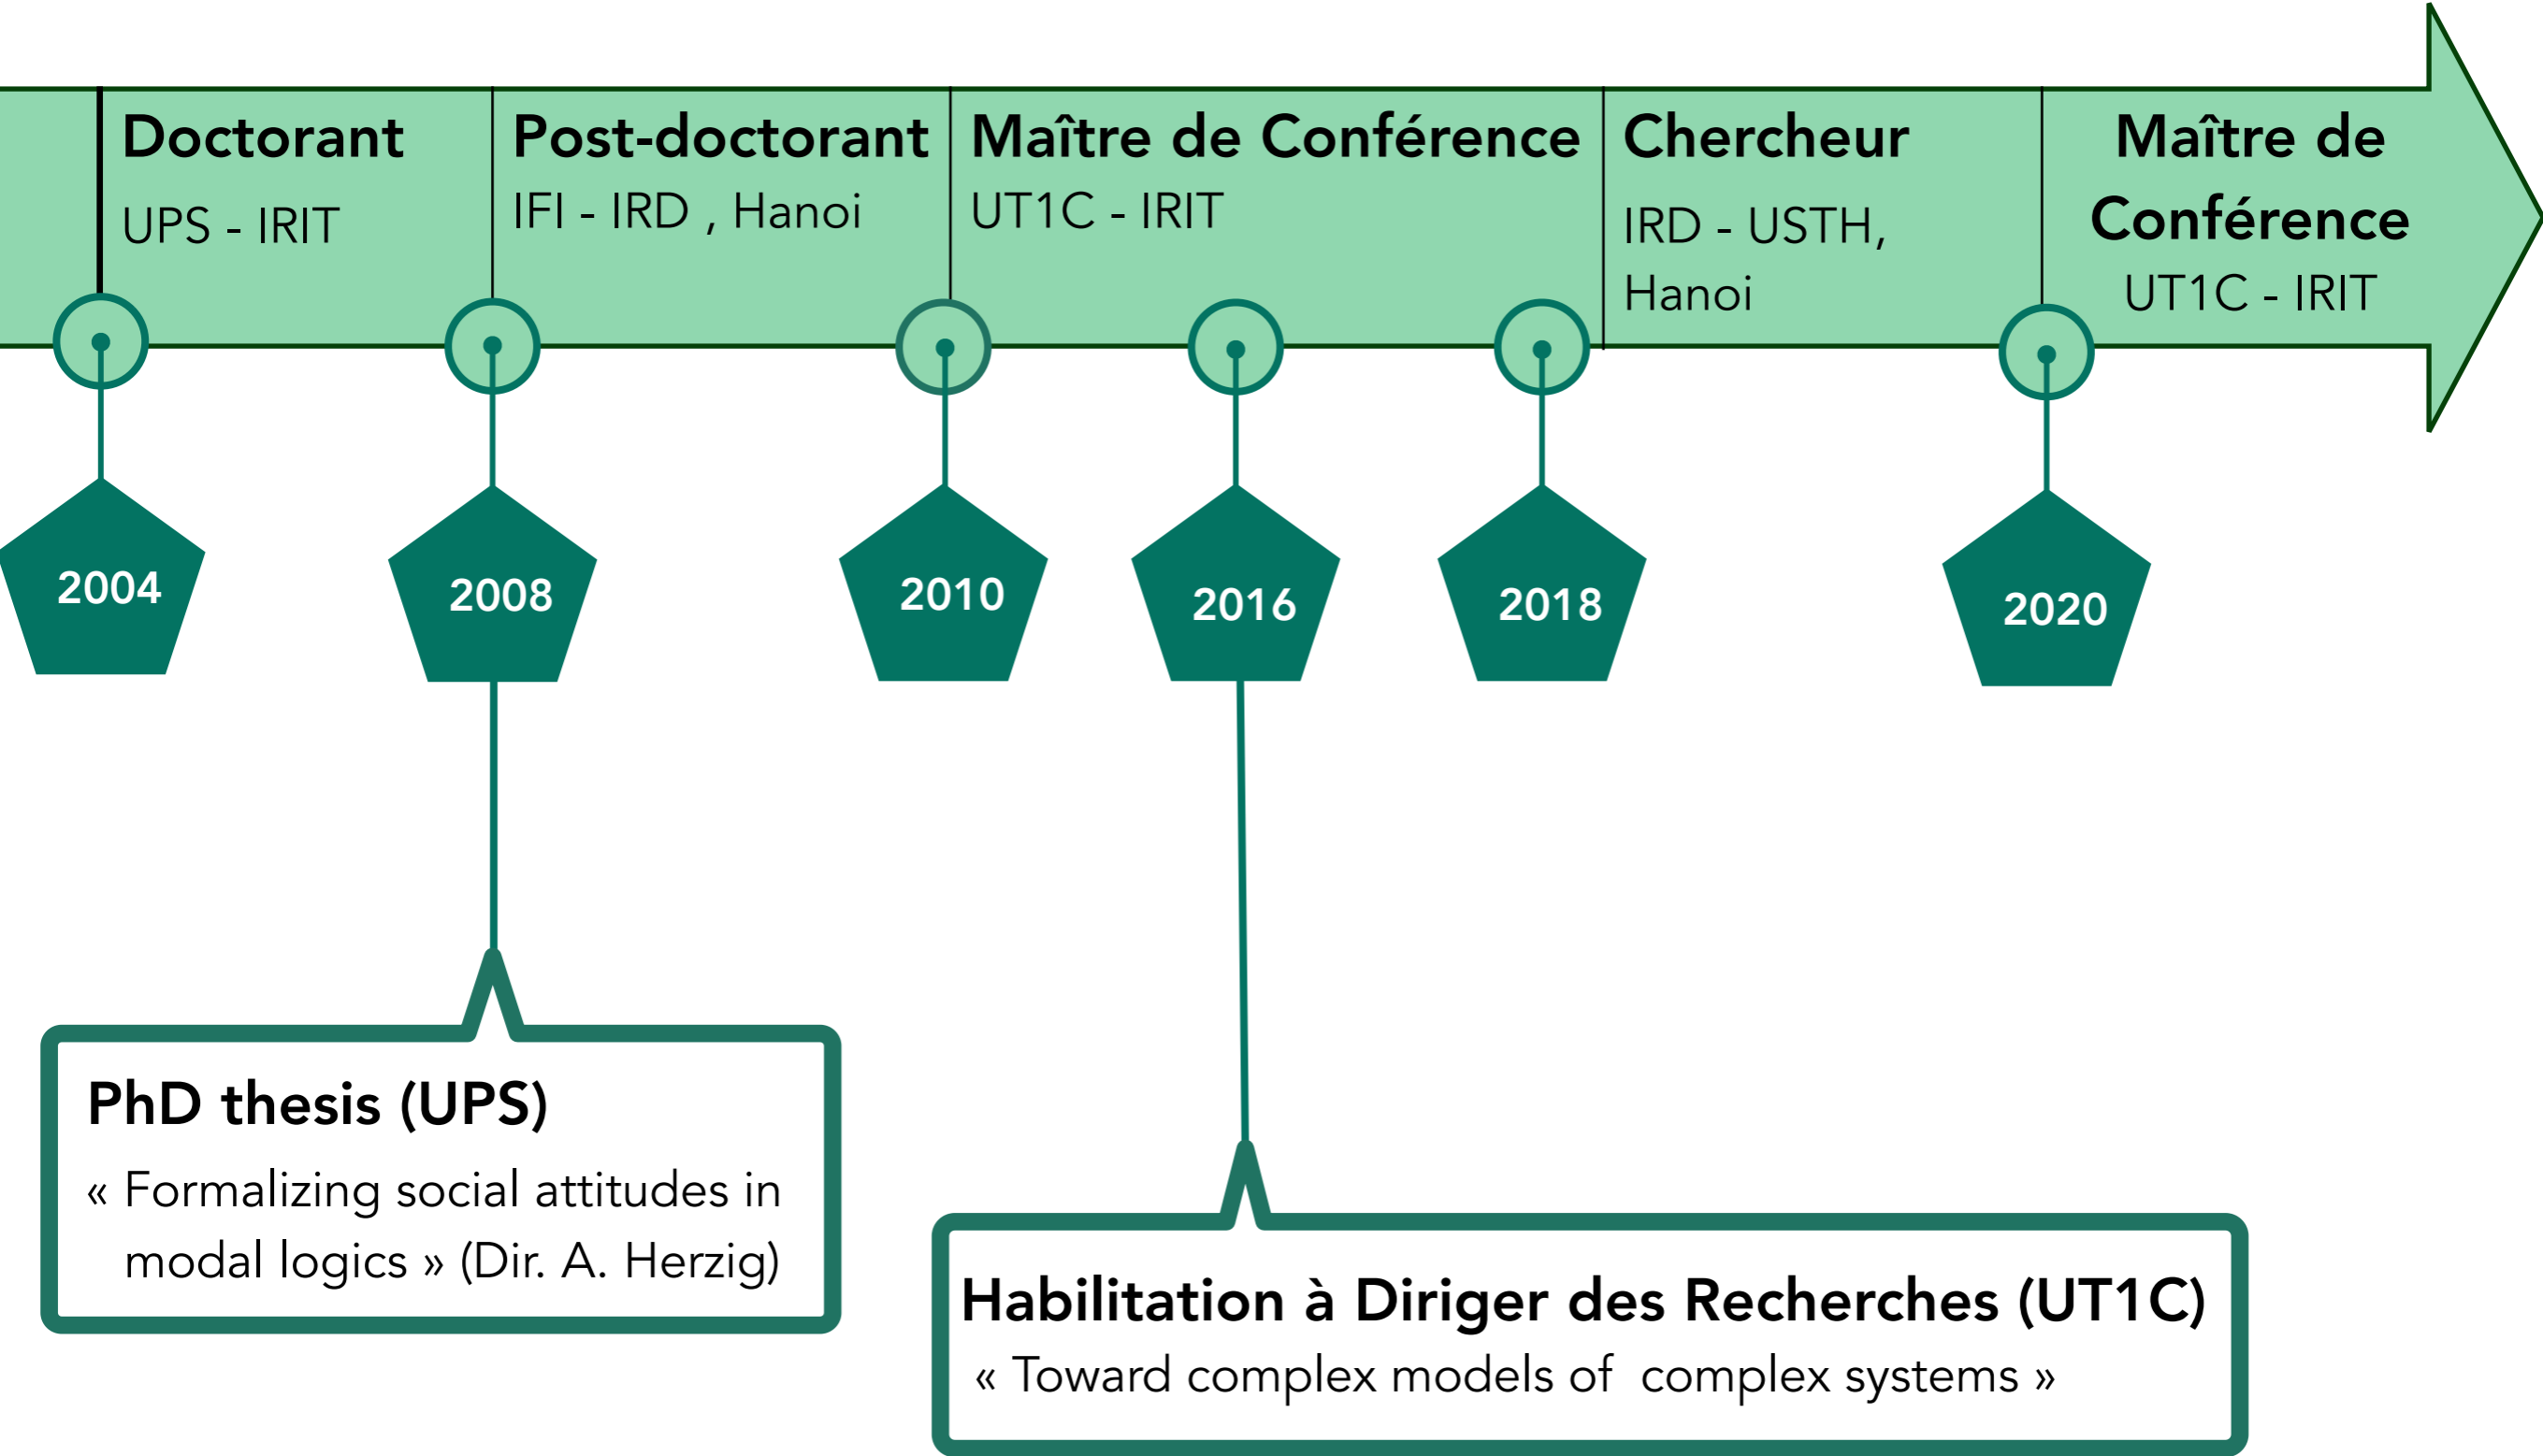 Doctorant
UPS - IRIT
Post-doctorant
IFI - IRD , Hanoi
Maître de Conférence
UT1C - IRIT
Chercheur
IRD - USTH,
Hanoi
Maître de
Conférence
UT1C - IRIT
2004
2008
2010
2016
2018
2020
PhD thesis (UPS)
« Formalizing social attitudes in
modal logics » (Dir. A. Herzig)
Habilitation à Diriger des Recherches (UT1C)
« Toward complex models of complex systems »